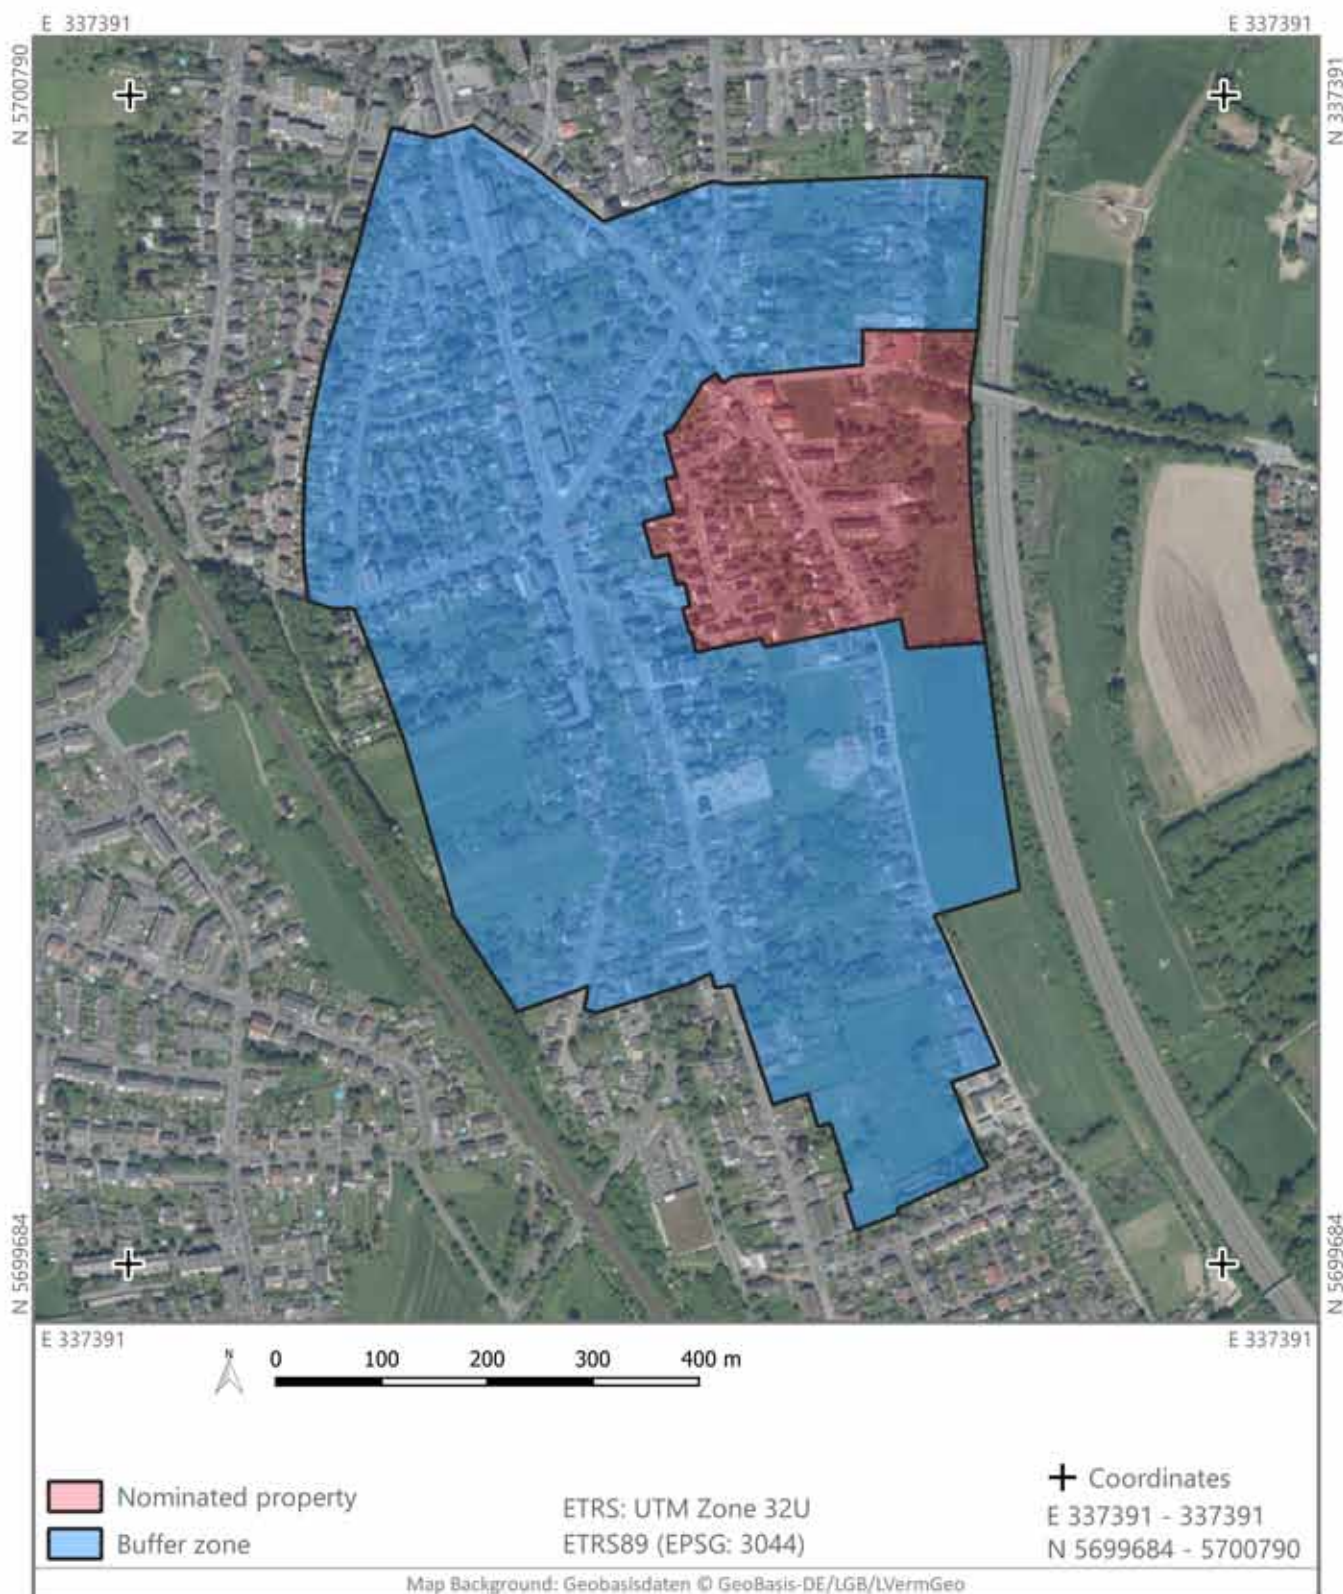 E 337391
E 337391
N 5700790
N 337391
N 5699684
N 5699684
E 337391
E 337391
N
0 100 200 300 400 m
Nominated property
Buffer zone
ETRS: UTM Zone 32U
ETRS89 (EPSG: 3044)
Coordinates
E 337391 - 337391
N 5699684 - 5700790
Map Background: Geobasisdaten © GeoBasis-DE/LGB/LVermGeo